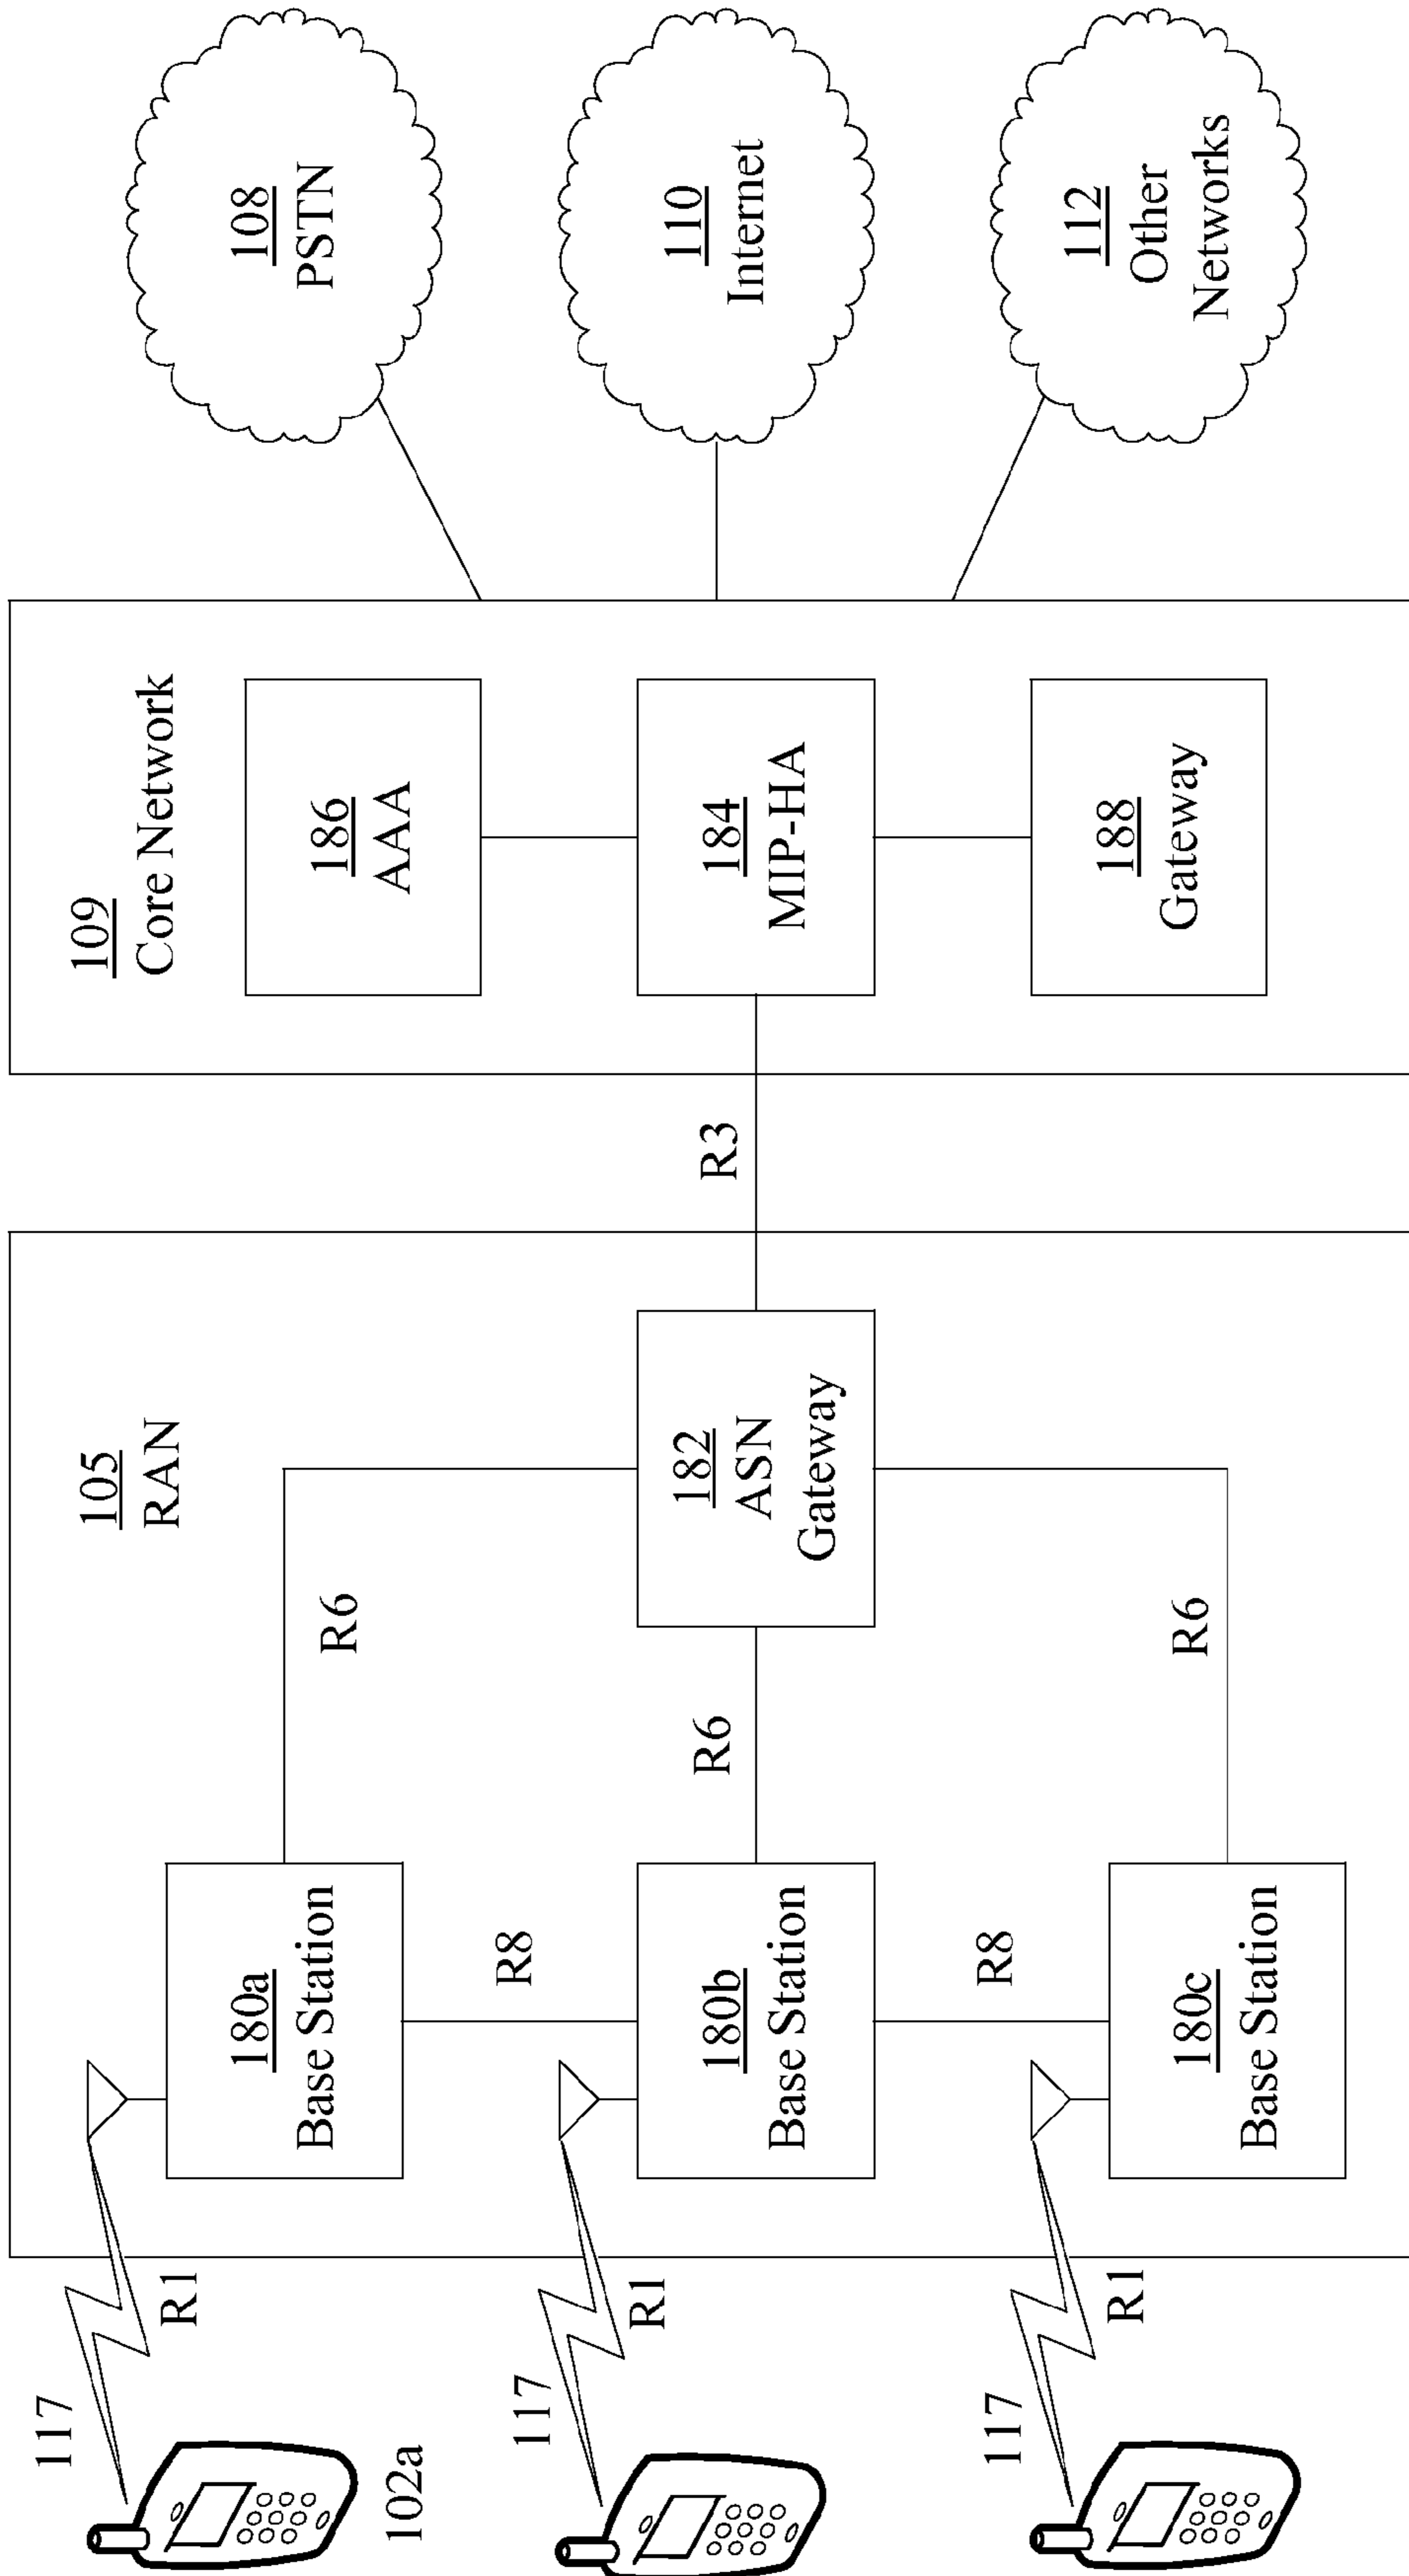 117
R1
102a
117
R1
117
R1
105
RAN
180a
Base Station
R8
180b
Base Station
R8
180c
Base Station
R6
R6
R6
182
ASN
Gateway
R3
109
Core Network
186
AAA
184
MIP-HA
188
Gateway
108
PSTN
110
Internet
112
Other
Networks